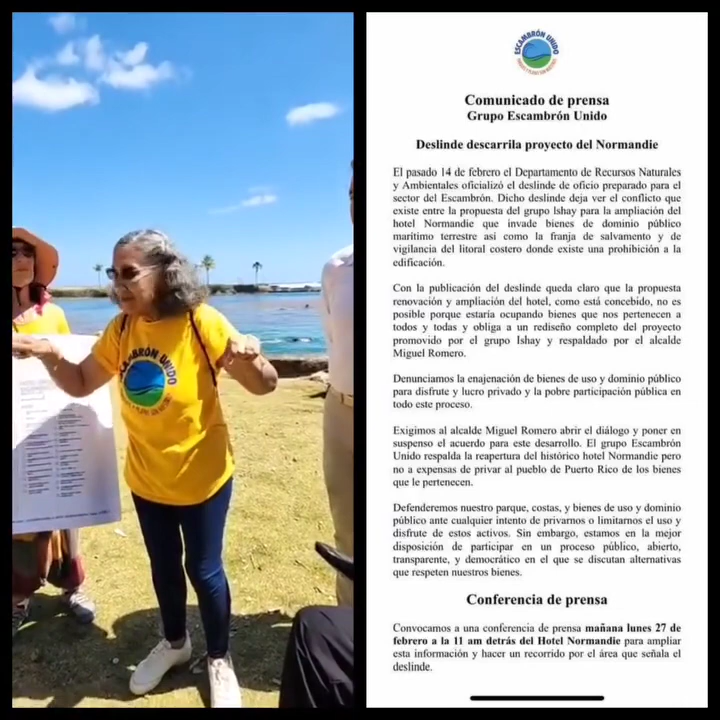 ESCAMBRÓN UNIDO
ESCAMBRÓN UNIDO
Comunicado de prensa
Grupo Escambrón Unido
Deslinde descarrila proyecto del Normandie
El pasado 14 de febrero el Departamento de Recursos Naturales
y Ambientales oficializó el deslinde de oficio preparado para el
sector del Escambrón. Dicho deslinde deja ver el conflicto que
existe entre la propuesta del grupo Ishay para la ampliación del
hotel Normandie que invade bienes de dominio público
marítimo terrestre así como la franja de salvamento y de
vigilancia del litoral costero donde existe una prohibición a la
edificación.
Con la publicación del deslinde queda claro que la propuesta
renovación y ampliación del hotel, como está concebido, no es
posible porque estaría ocupando bienes que nos pertenecen a
todos y todas y obliga a un rediseño completo del proyecto
promovido por el grupo Ishay y respaldado por el alcalde
Miguel Romero.
Denunciamos la enajenación de bienes de uso y dominio público
para disfrute y lucro privado y la pobre participación pública en
todo este proceso.
Exigimos al alcalde Miguel Romero abrir el diálogo y poner en
suspenso el acuerdo para este desarrollo. El grupo Escambrón
Unido respalda la reapertura del histórico hotel Normandie pero
no a expensas de privar al pueblo de Puerto Rico de los bienes
que le pertenecen.
Defenderemos nuestro parque, costas, y bienes de uso y dominio
público ante cualquier intento de privarnos o limitarnos el uso y
disfrute de estos activos. Sin embargo, estamos en la mejor
disposición de participar en un proceso público, abierto,
transparente, y democrático en el que se discutan alternativas
que respeten nuestros bienes.
Conferencia de prensa
Convocamos a una conferencia de prensa mañana lunes 27 de
febrero a la 11 am detrás del Hotel Normandie para ampliar
esta información y hacer un recorrido por el área que señala el
deslinde.